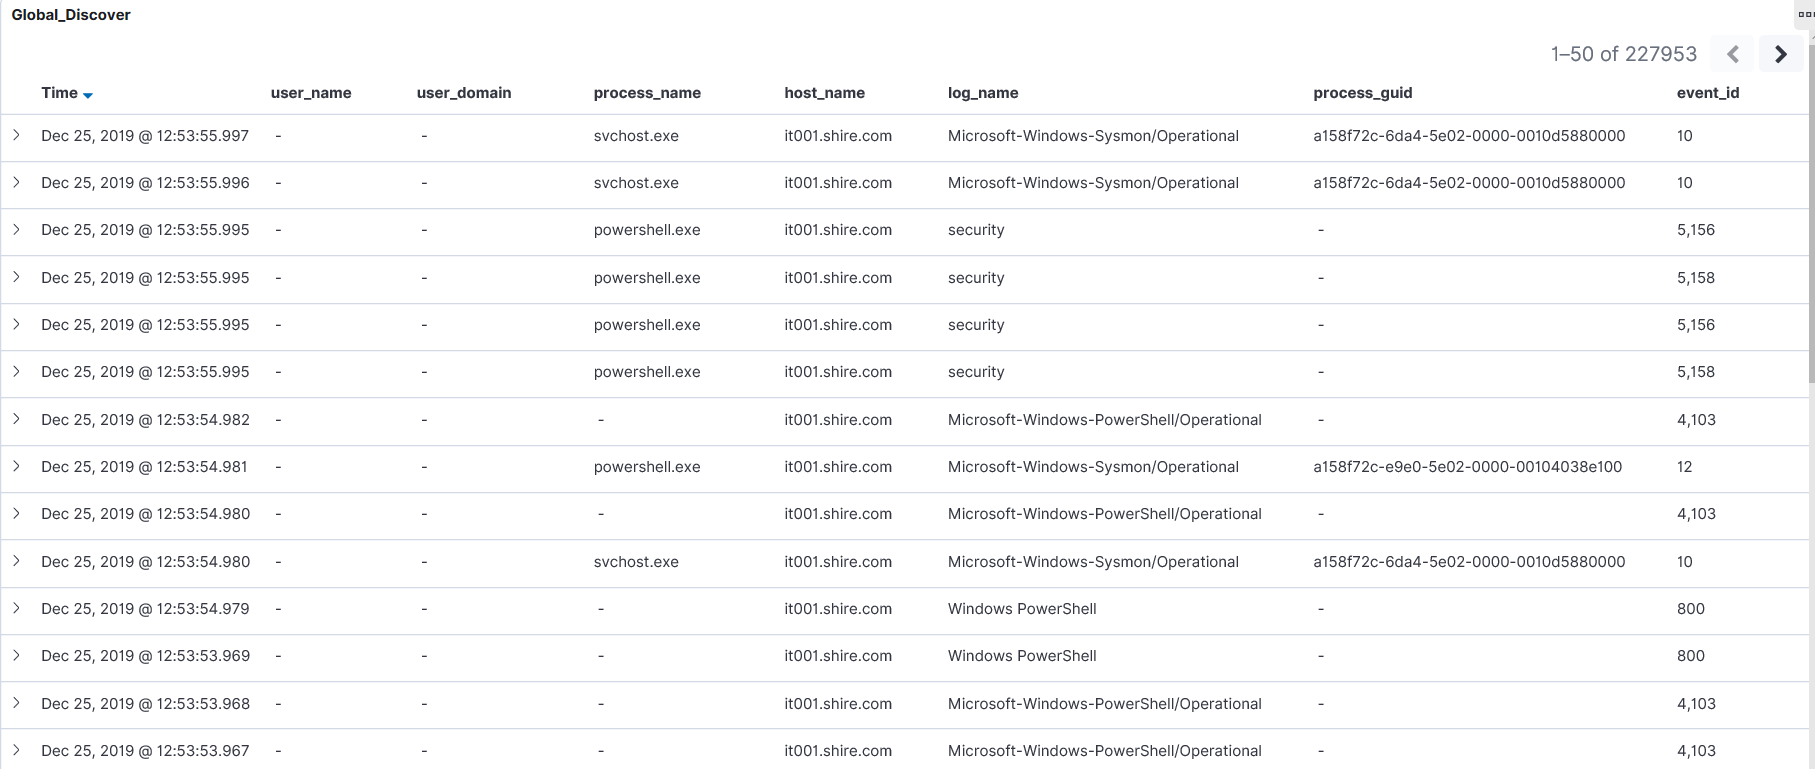 Global_Discover
1–50 of 227953
Time user_name user_domain process_name host_name log_name process_guid event_id
Dec 25, 2019 @ 12:53:55.997 - - svchost.exe it001.shire.com Microsoft-Windows-Sysmon/Operational a158f72c-6da4-5e02-0000-0010d5880000 10
Dec 25, 2019 @ 12:53:55.996 - - svchost.exe it001.shire.com Microsoft-Windows-Sysmon/Operational a158f72c-6da4-5e02-0000-0010d5880000 10
Dec 25, 2019 @ 12:53:55.995 - - powershell.exe it001.shire.com security - 5,156
Dec 25, 2019 @ 12:53:55.995 - - powershell.exe it001.shire.com security - 5,158
Dec 25, 2019 @ 12:53:55.995 - - powershell.exe it001.shire.com security - 5,156
Dec 25, 2019 @ 12:53:55.995 - - powershell.exe it001.shire.com security - 5,158
Dec 25, 2019 @ 12:53:54.982 - - - it001.shire.com Microsoft-Windows-PowerShell/Operational - 4,103
Dec 25, 2019 @ 12:53:54.981 - - powershell.exe it001.shire.com Microsoft-Windows-Sysmon/Operational a158f72c-e9e0-5e02-0000-00104038e100 12
Dec 25, 2019 @ 12:53:54.980 - - - it001.shire.com Microsoft-Windows-PowerShell/Operational - 4,103
Dec 25, 2019 @ 12:53:54.980 - - svchost.exe it001.shire.com Microsoft-Windows-Sysmon/Operational a158f72c-6da4-5e02-0000-0010d5880000 10
Dec 25, 2019 @ 12:53:54.979 - - - it001.shire.com Windows PowerShell - 800
Dec 25, 2019 @ 12:53:53.969 - - - it001.shire.com Windows PowerShell - 800
Dec 25, 2019 @ 12:53:53.968 - - - it001.shire.com Microsoft-Windows-PowerShell/Operational - 4,103
Dec 25, 2019 @ 12:53:53.967 - - - it001.shire.com Microsoft-Windows-PowerShell/Operational - 4,103